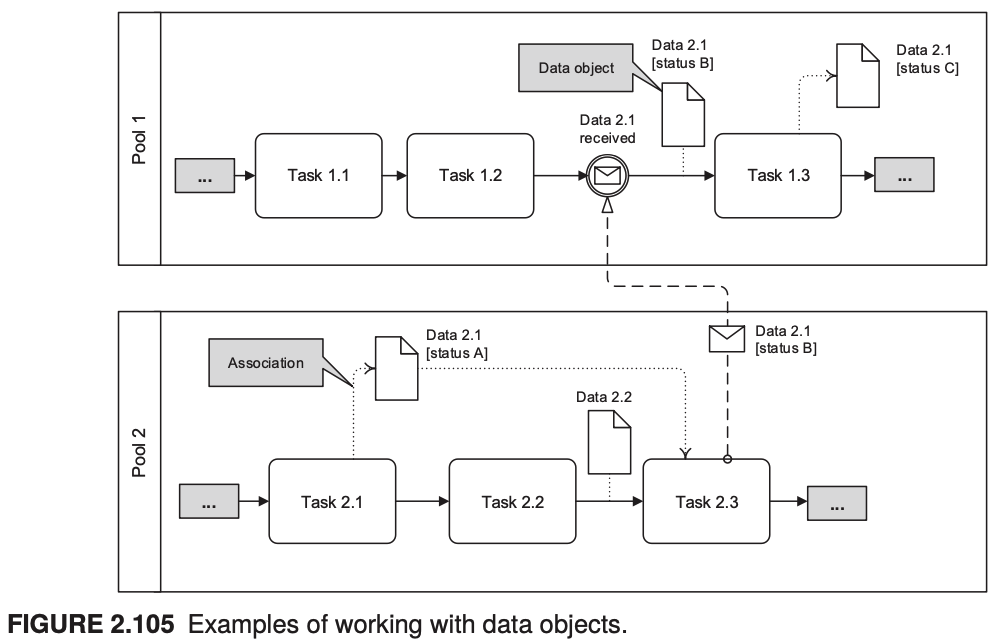 Pool 1
Data object
Data 2.1
[status B]
Data 2.1
[status C]
Data 2.1
received
...
Task 1.1
Task 1.2
Task 1.3
...
Pool 2
Data 2.1
[status B]
Association
Data 2.1
[status A]
Data 2.2
...
Task 2.1
Task 2.2
Task 2.3
...
FIGURE 2.105 Examples of working with data objects.